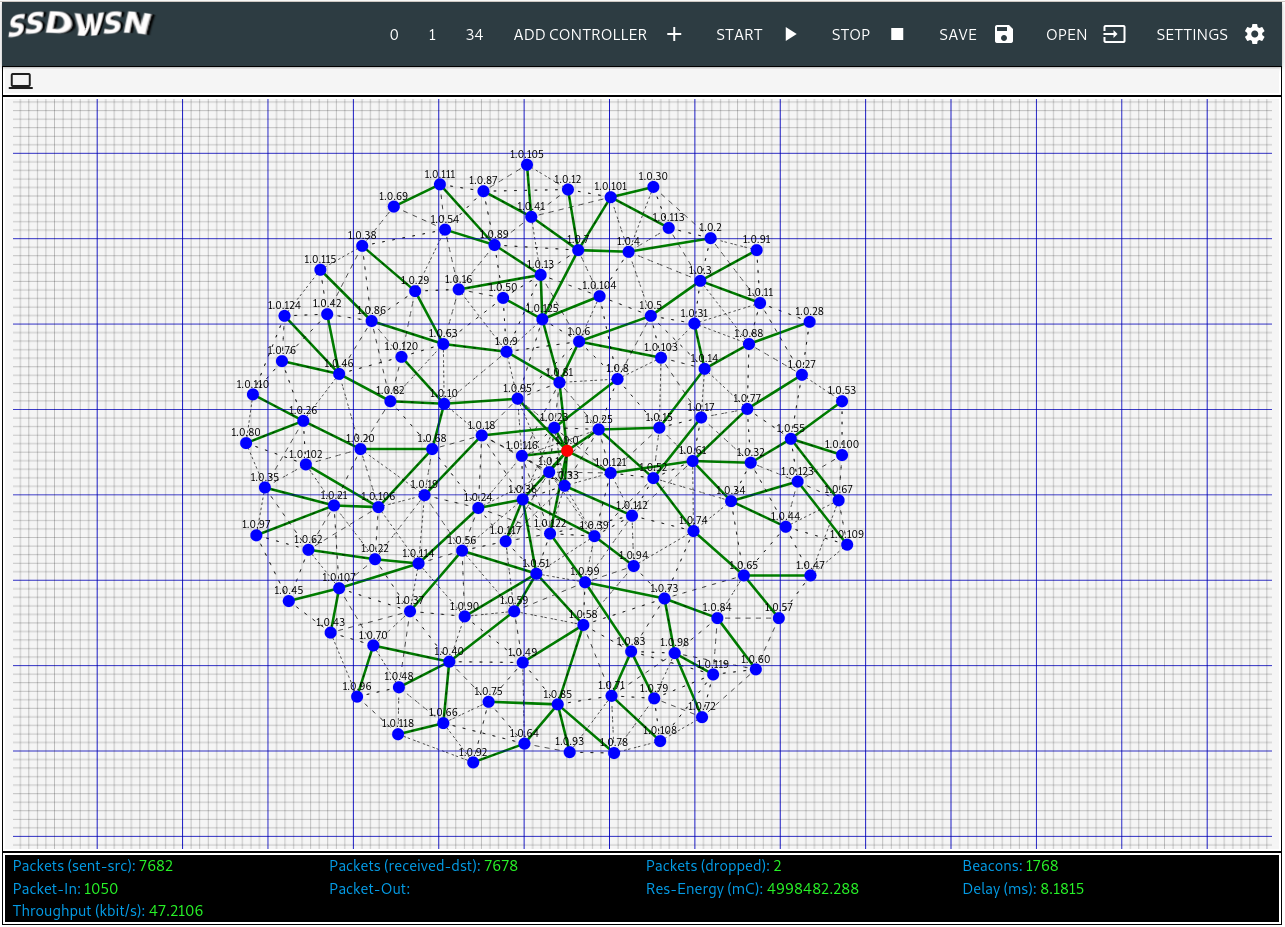 SSDWSN
0 1 34 ADD CONTROLLER START STOP SAVE OPEN SETTINGS
1.0.105
1.0.111 1.0.87 1.0.12 1.0.101 1.0.30
1.0.69
1.0.41
1.0.54 1.0.113 1.0.2
1.0.38 1.0.89 1.0.7 1.0.4 1.0.91
1.0.115 1.0.13 1.0.3
1.0.29 1.0.16 1.0.50 1.0.104
1.0.124 1.0.42 1.0.86 1.0.125 1.0.5 1.0.31 1.0.11 1.0.28
1.0.63 1.0.9 1.0.6 1.0.88
1.0.76 1.0.46 1.0.120 1.0.103 1.0.14 1.0.27
1.0.81 1.0.8
1.0.110 1.0.82 1.0.10 1.0.95 1.0.77 1.0.53
1.0.26 1.0.18 1.0.23 1.0.25 1.0.15 1.0.17
1.0.80 1.0.20 1.0.68 1.0.116 0.0 1.0.55 1.0.100
1.0.102 1.0.1 1.0.121 1.0.52 1.0.61 1.0.32
1.0.35 1.0.21 1.0.106 1.0.19 1.0.24 1.0.36 1.0.33 1.0.34 1.0.123 1.0.67
1.0.97 1.0.62 1.0.22 1.0.114 1.0.56 1.0.117 1.0.122 1.0.39 1.0.112 1.0.74 1.0.44 1.0.109
1.0.51 1.0.99 1.0.94 1.0.65 1.0.47
1.0.45 1.0.107 1.0.37 1.0.90 1.0.59 1.0.58 1.0.73 1.0.84 1.0.57
1.0.43 1.0.70 1.0.40 1.0.49 1.0.83 1.0.98 1.0.119 1.0.60
1.0.96 1.0.48 1.0.75 1.0.85 1.0.71 1.0.79 1.0.72
1.0.118 1.0.66 1.0.64 1.0.93 1.0.78 1.0.108
1.0.92
Packets (sent-src): 7682 Packets (received-dst): 7678 Packets (dropped): 2 Beacons: 1768
Packet-In: 1050 Packet-Out: Res-Energy (mC): 4998482.288 Delay (ms): 8.1815
Throughput (kbit/s): 47.2106